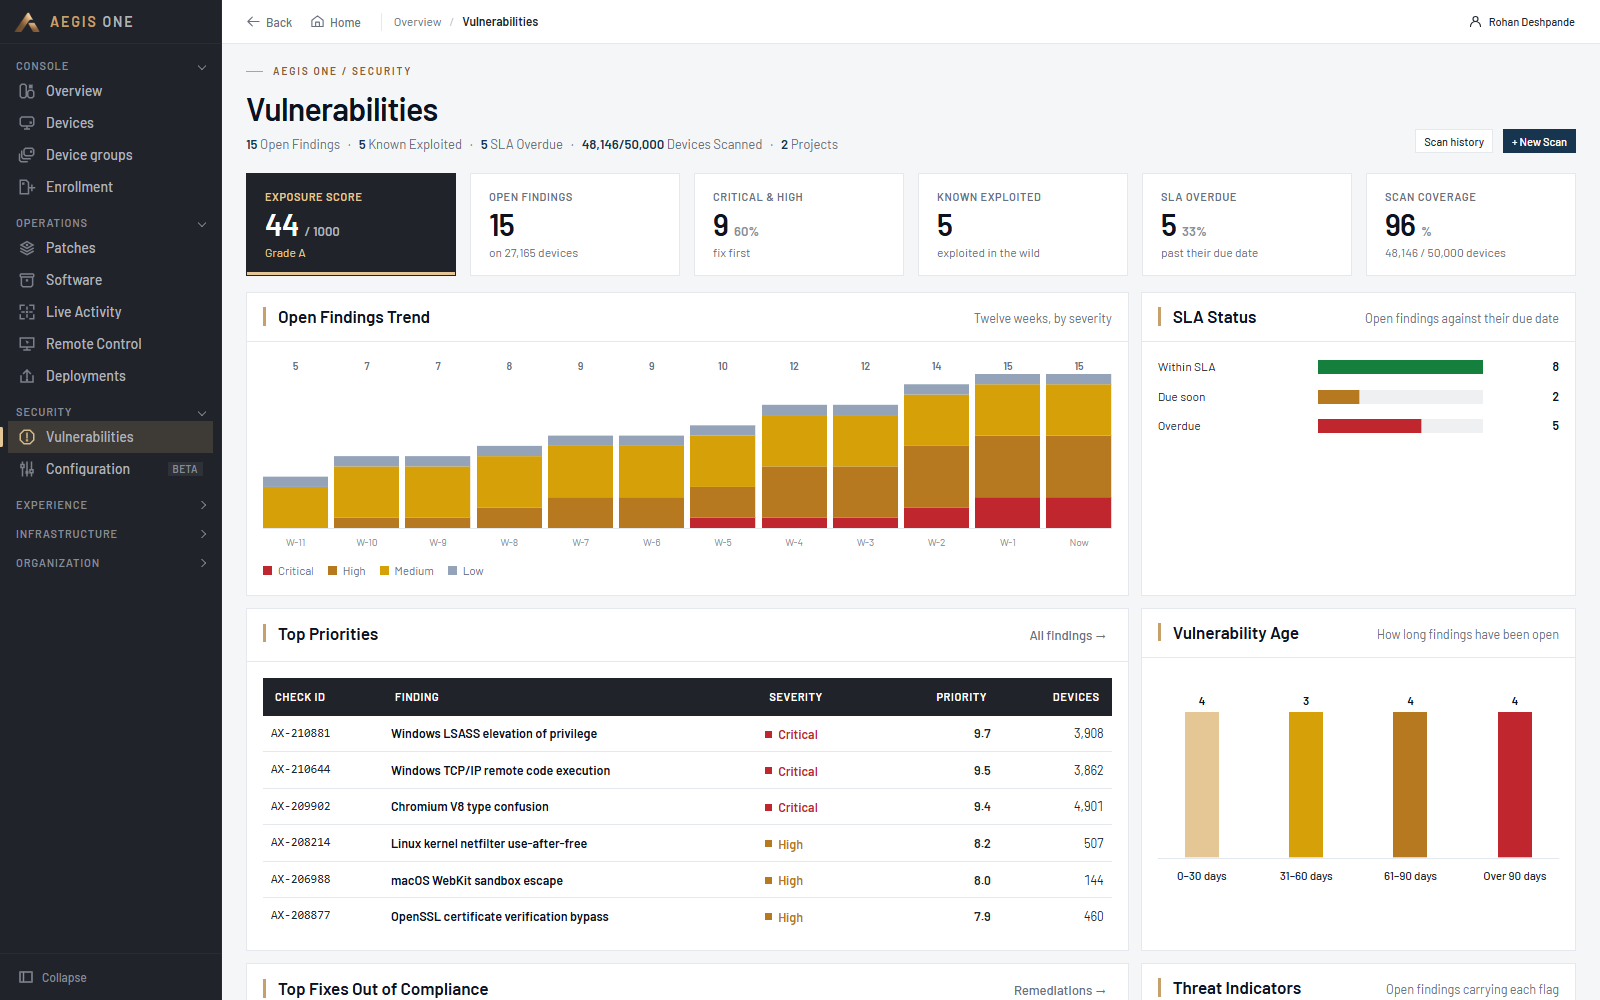 AEGIS ONE
CONSOLE
Overview
Devices
Device groups
Enrollment
OPERATIONS
Patches
Software
Live Activity
Remote Control
Deployments
SECURITY
Vulnerabilities
Configuration BETA
EXPERIENCE
INFRASTRUCTURE
ORGANIZATION
Collapse
Back Home Overview / Vulnerabilities
Rohan Deshpande
AEGIS ONE / SECURITY
Vulnerabilities
15 Open Findings · 5 Known Exploited · 5 SLA Overdue · 48,146/50,000 Devices Scanned · 2 Projects
Scan history
+ New Scan
EXPOSURE SCORE
44 / 1000
Grade A
OPEN FINDINGS
15
on 27,165 devices
CRITICAL & HIGH
9 60%
fix first
KNOWN EXPLOITED
5
exploited in the wild
SLA OVERDUE
5 33%
past their due date
SCAN COVERAGE
96 %
48,146 / 50,000 devices
Open Findings Trend
Twelve weeks, by severity
5 7 7 8 9 9 10 12 12 14 15 15
W-11 W-10 W-9 W-8 W-7 W-6 W-5 W-4 W-3 W-2 W-1 Now
Critical High Medium Low
SLA Status
Open findings against their due date
Within SLA 8
Due soon 2
Overdue 5
Top Priorities
All findings →
CHECK ID FINDING SEVERITY PRIORITY DEVICES
AX-210881 Windows LSASS elevation of privilege Critical 9.7 3,908
AX-210644 Windows TCP/IP remote code execution Critical 9.5 3,862
AX-209902 Chromium V8 type confusion Critical 9.4 4,901
AX-208214 Linux kernel netfilter use-after-free High 8.2 507
AX-206988 macOS WebKit sandbox escape High 8.0 144
AX-208877 OpenSSL certificate verification bypass High 7.9 460
Vulnerability Age
How long findings have been open
4 3 4 4
0–30 days 31–60 days 61–90 days Over 90 days
Top Fixes Out of Compliance
Remediations →
Threat Indicators
Open findings carrying each flag